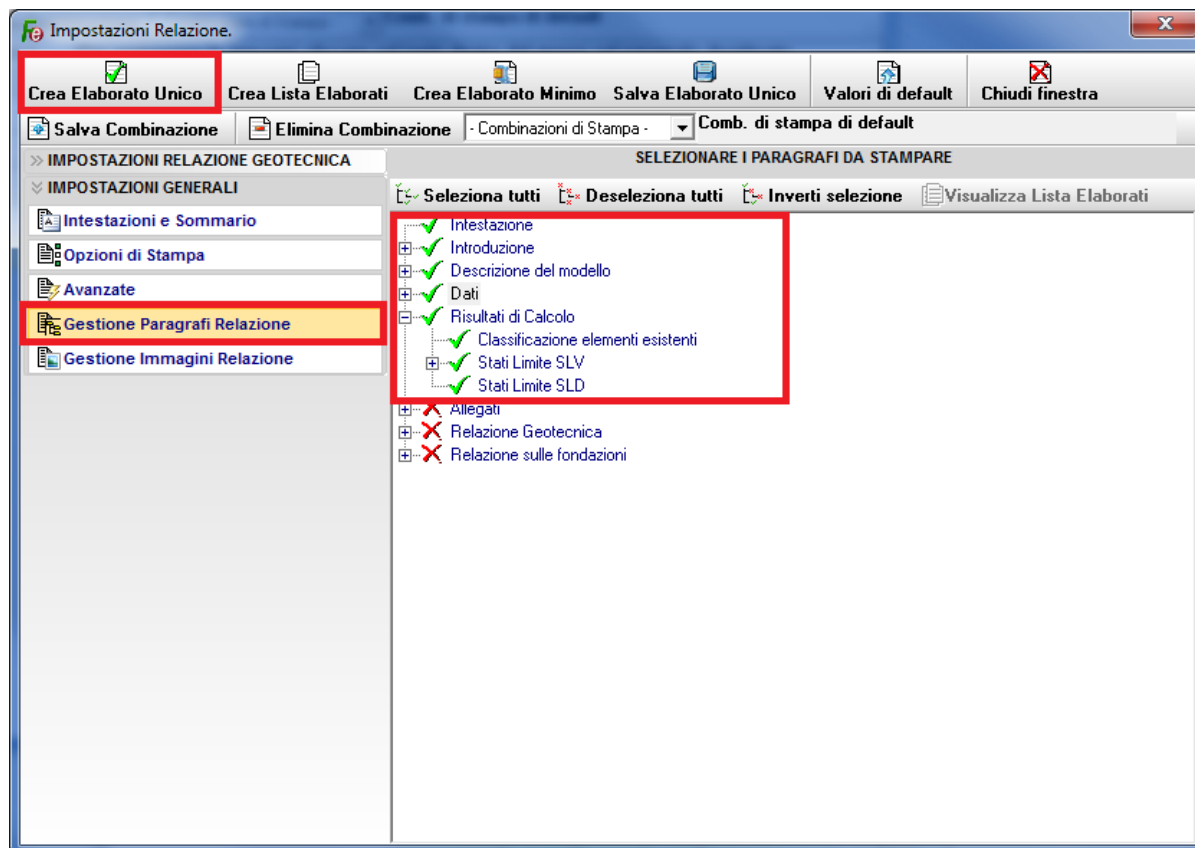 Fe Impostazioni Relazione.
Crea Elaborato Unico Crea Lista Elaborati Crea Elaborato Minimo Salva Elaborato Unico Valori di default Chiudi finestra
Salva Combinazione Elimina Combinazione - Combinazioni di Stampa - Comb. di stampa di default
IMPOSTAZIONI RELAZIONE GEOTECNICA
SELEZIONARE I PARAGRAFI DA STAMPARE
IMPOSTAZIONI GENERALI
Intestazioni e Sommario
Opzioni di Stampa
Avanzate
Gestione Paragrafi Relazione
Gestione Immagini Relazione
Seleziona tutti Deseleziona tutti Inverti selezione Visualizza Lista Elaborati
Intestazione
Introduzione
Descrizione del modello
Dati
Risultati di Calcolo
Classificazione elementi esistenti
Stati Limite SLV
Stati Limite SLD
Allegati
Relazione Geotecnica
Relazione sulle fondazioni